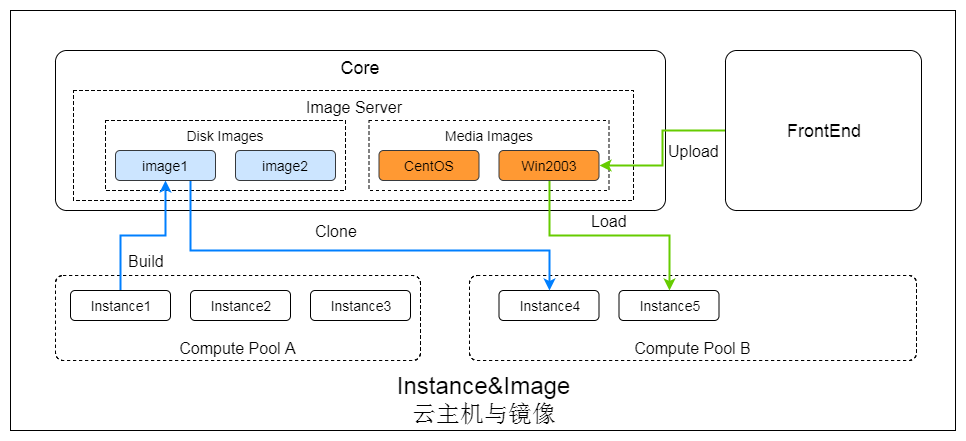 Core
Image Server
Disk Images
Media Images
image1
image2
CentOS
Win2003
FrontEnd
Upload
Load
Clone
Build
Instance1
Instance2
Instance3
Compute Pool A
Instance4
Instance5
Compute Pool B
Instance&Image
云主机与镜像